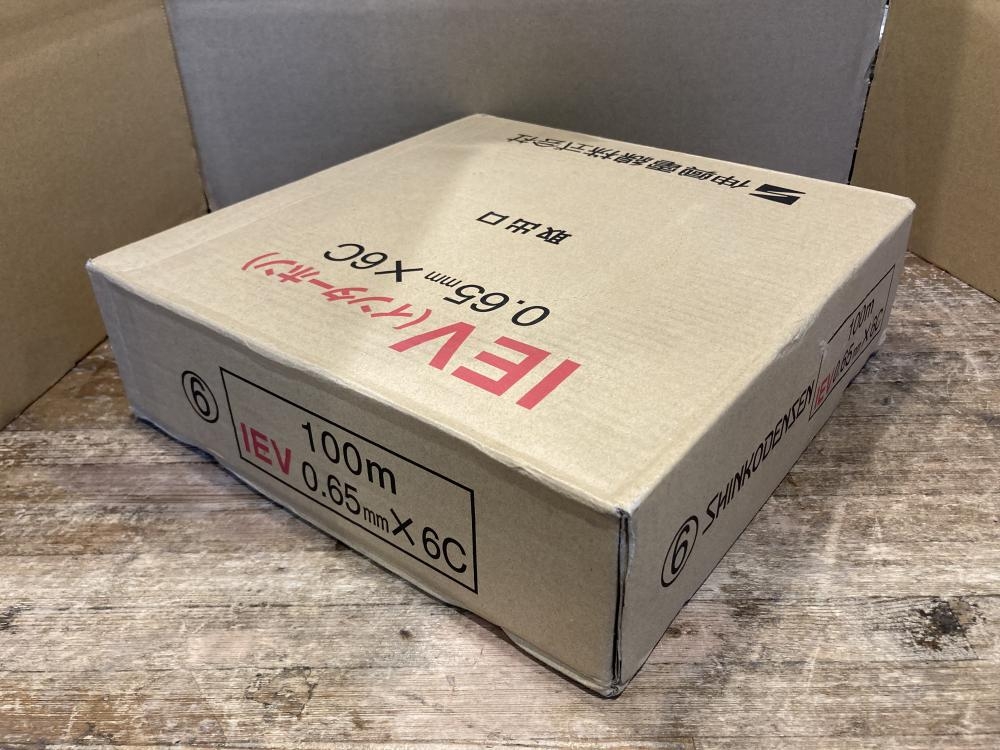 伸興電線株式会社
取出口
IEV(インターホン)
0.65mm×6C
⑥
100m
IEV 0.65mm×6C
⑥ SHINKODENSEN
100m
IEV 0.65mm×6C